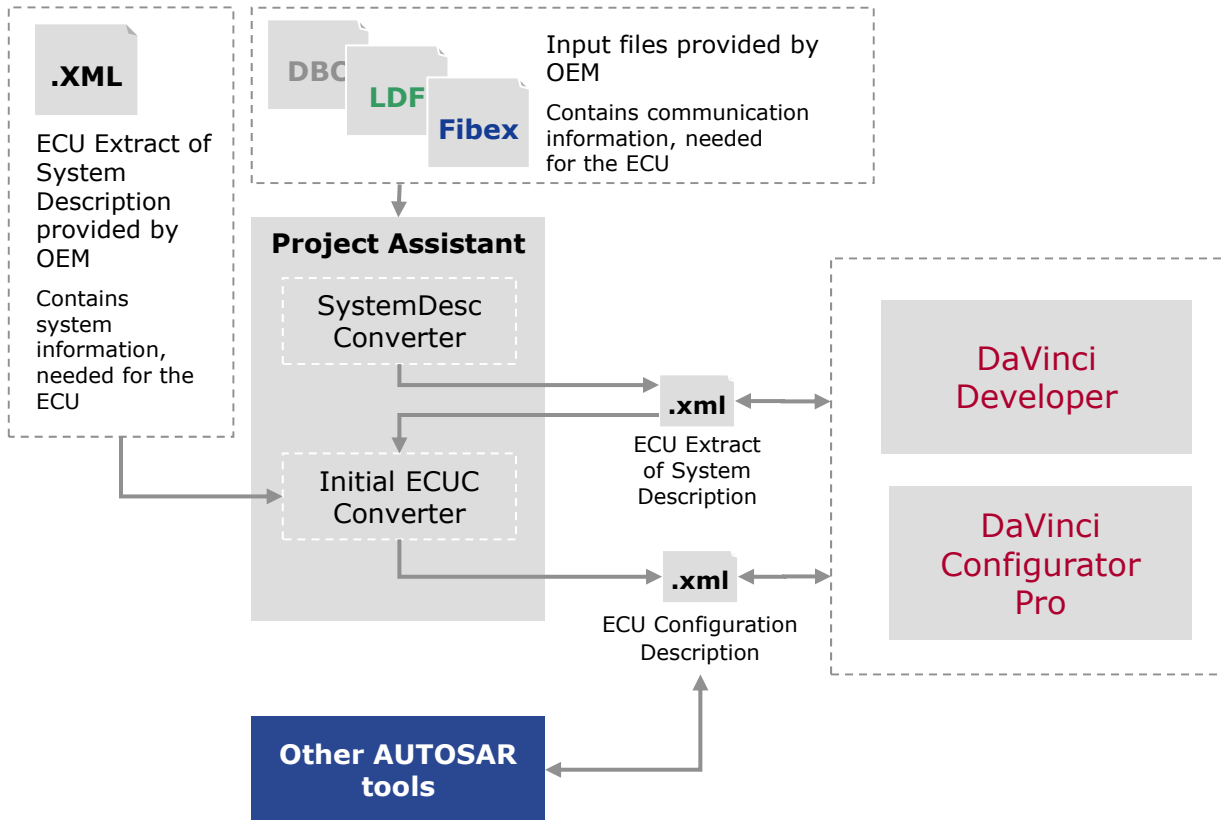 .XML
ECU Extract of
System
Description
provided by
OEM
Contains
system
information,
needed for the
ECU
DBC
LDF
Fibex
Input files provided by
OEM
Contains communication
information, needed
for the ECU
Project Assistant
SystemDesc
Converter
Initial ECUC
Converter
.xml
ECU Extract
of System
Description
.xml
ECU Configuration
Description
DaVinci
Developer
DaVinci
Configurator
Pro
Other AUTOSAR
tools